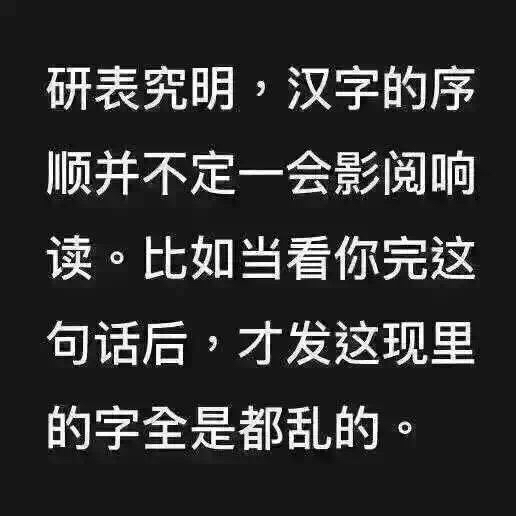 研表究明，汉字的序
顺并不定一会影阅响
读。比如当看你完这
句话后，才发这现里
的字全是都乱的。